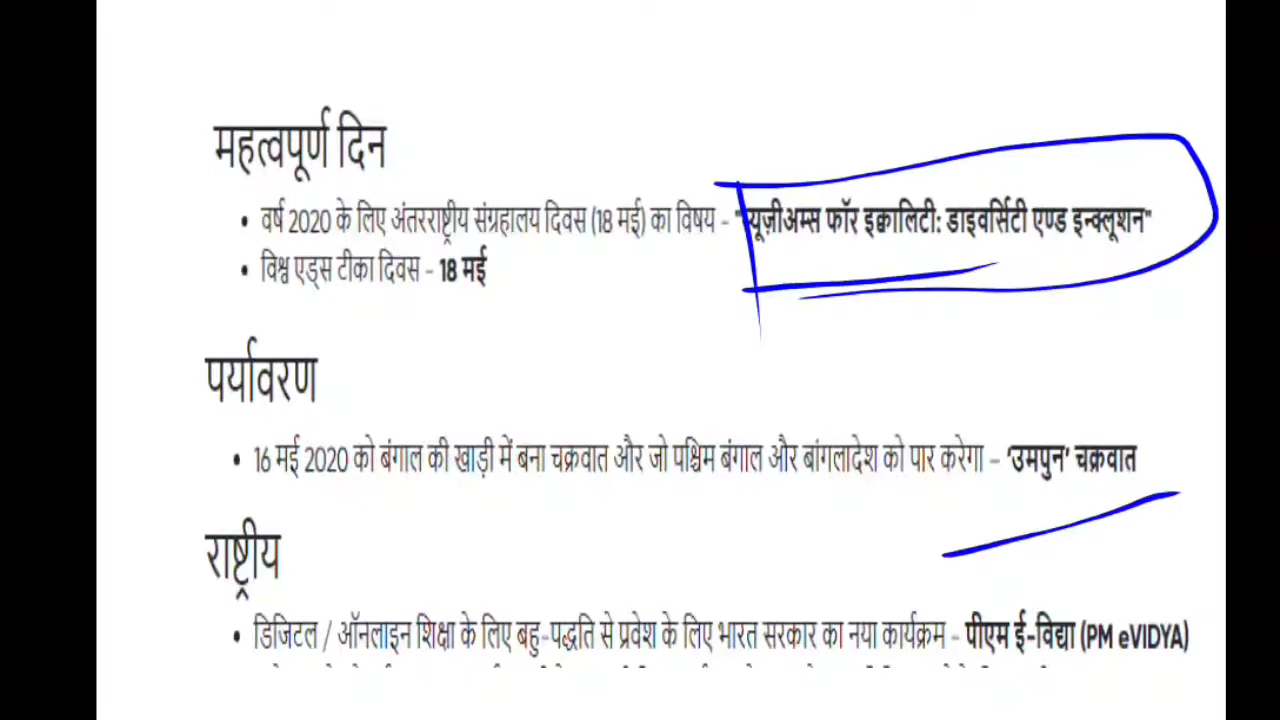 महत्वपूर्ण दिन
• वर्ष 2020 के लिए अंतरराष्ट्रीय संग्रहालय दिवस (18 मई) का विषय - "म्यूज़ीअम्स फॉर इक्वालिटी: डाइवर्सिटी एण्ड इन्क्लूशन"
• विश्व एड्स टीका दिवस - 18 मई
पर्यावरण
• 16 मई 2020 को बंगाल की खाड़ी में बना चक्रवात और जो पश्चिम बंगाल और बांगलादेश को पार करेगा - 'उमपुन' चक्रवात
राष्ट्रीय
• डिजिटल / ऑनलाइन शिक्षा के लिए बहु-पद्धति से प्रवेश के लिए भारत सरकार का नया कार्यक्रम - पीएम ई-विद्या (PM eVIDYA)